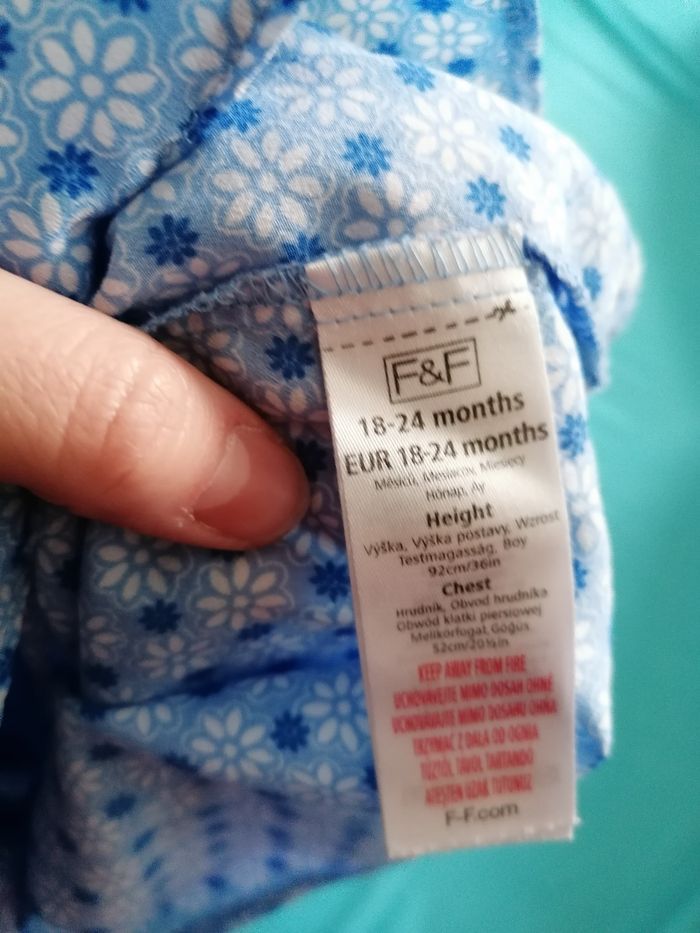 F&F
18-24 months
EUR 18-24 months
Měsíců, Mesiacov, Miesięcy
Hónap, Ay
Height
Výška, Výška postavy, Wzrost
Testmagasság, Boy
92cm/36in
Chest
Hrudník, Obvod hrudníka
Obwód klatki piersiowej
Mellkörfogat, Göğüs
52cm/20½in
KEEP AWAY FROM FIRE
UCHOVÁVEJTE MIMO DOSAH OHNĚ
UCHOVÁVAJTE MIMO DOSAHU OHŇA
TRZYMAĆ Z DALA OD OGNIA
TŰZTŐL TÁVOL TARTANDÓ
ATEŞTEN UZAK TUTUNUZ
F-F.com